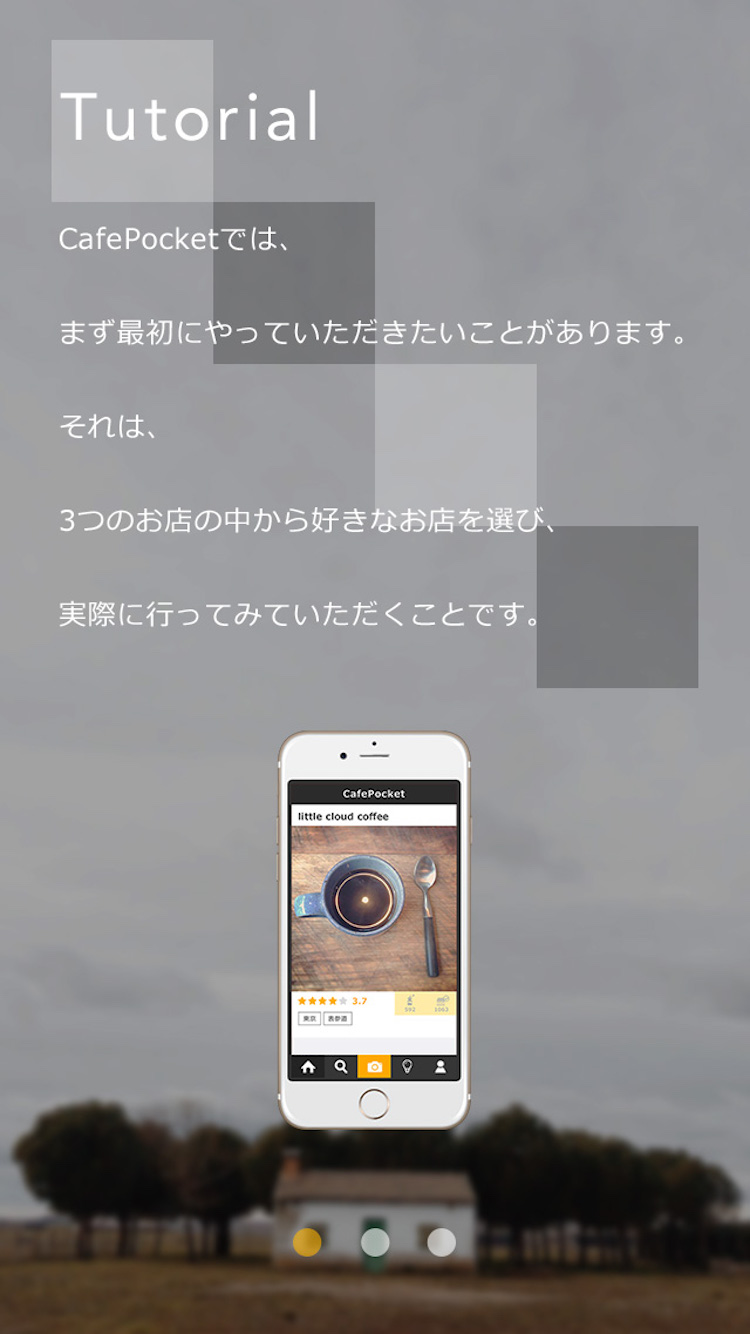 Tutorial
CafePocketでは、
まず最初にやっていただきたいことがあります。
それは、
3つのお店の中から好きなお店を選び、
実際に行ってみていただくことです。
CafePocket
little cloud coffee
3.7
592 1062
東京 表参道